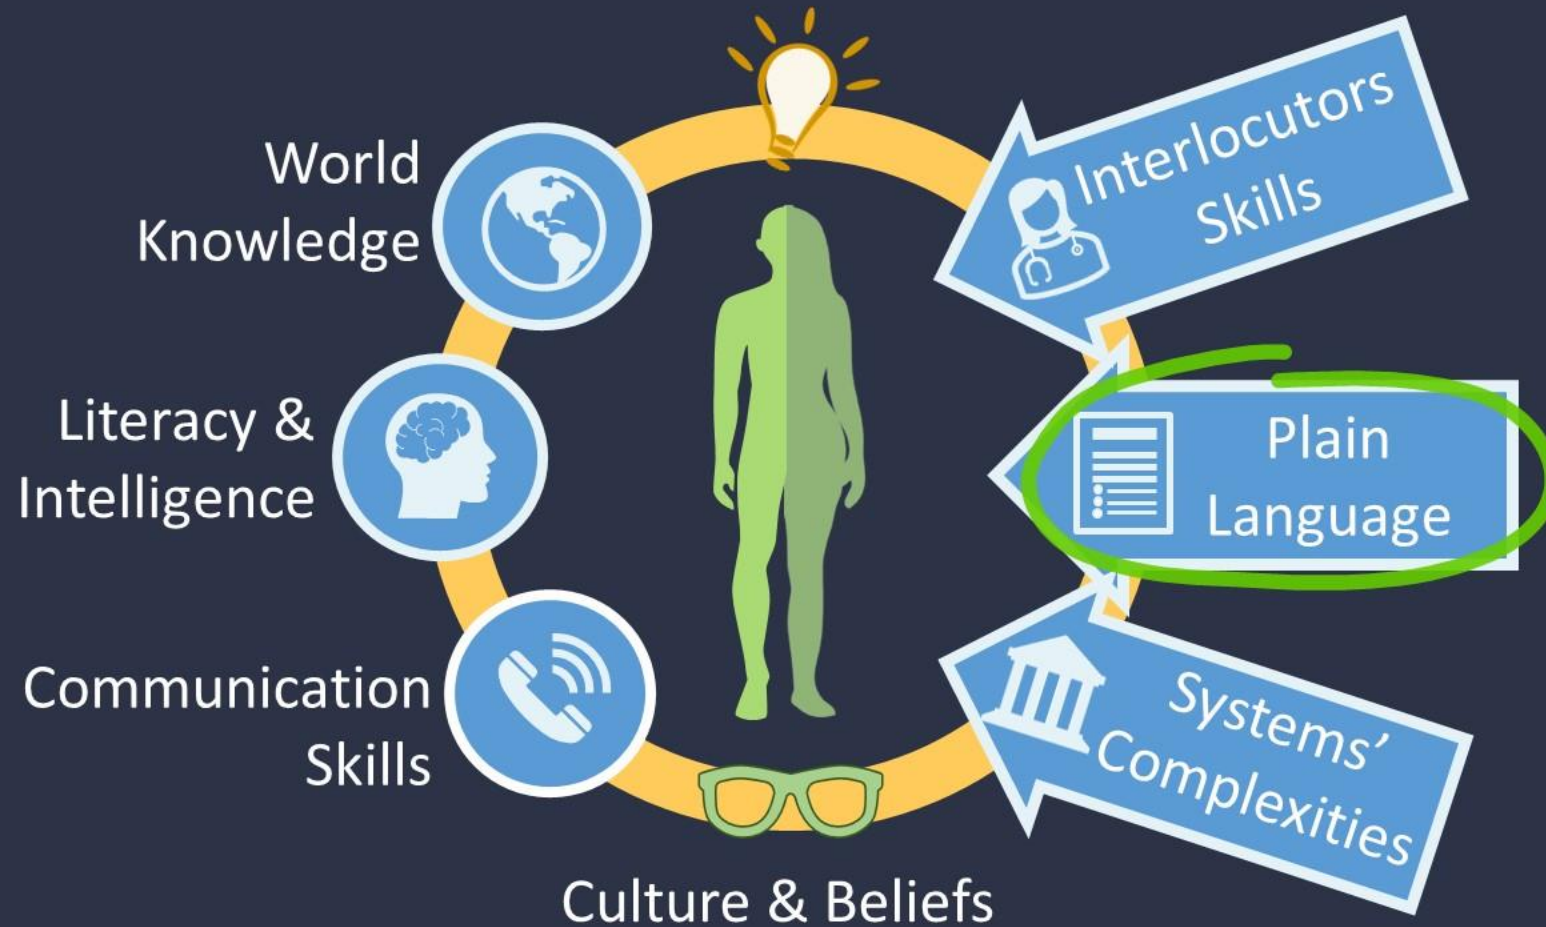 World
Knowledge
Literacy &
Intelligence
Communication
Skills
Culture & Beliefs
Interlocutors
Skills
Plain
Language
Systems’
Complexities